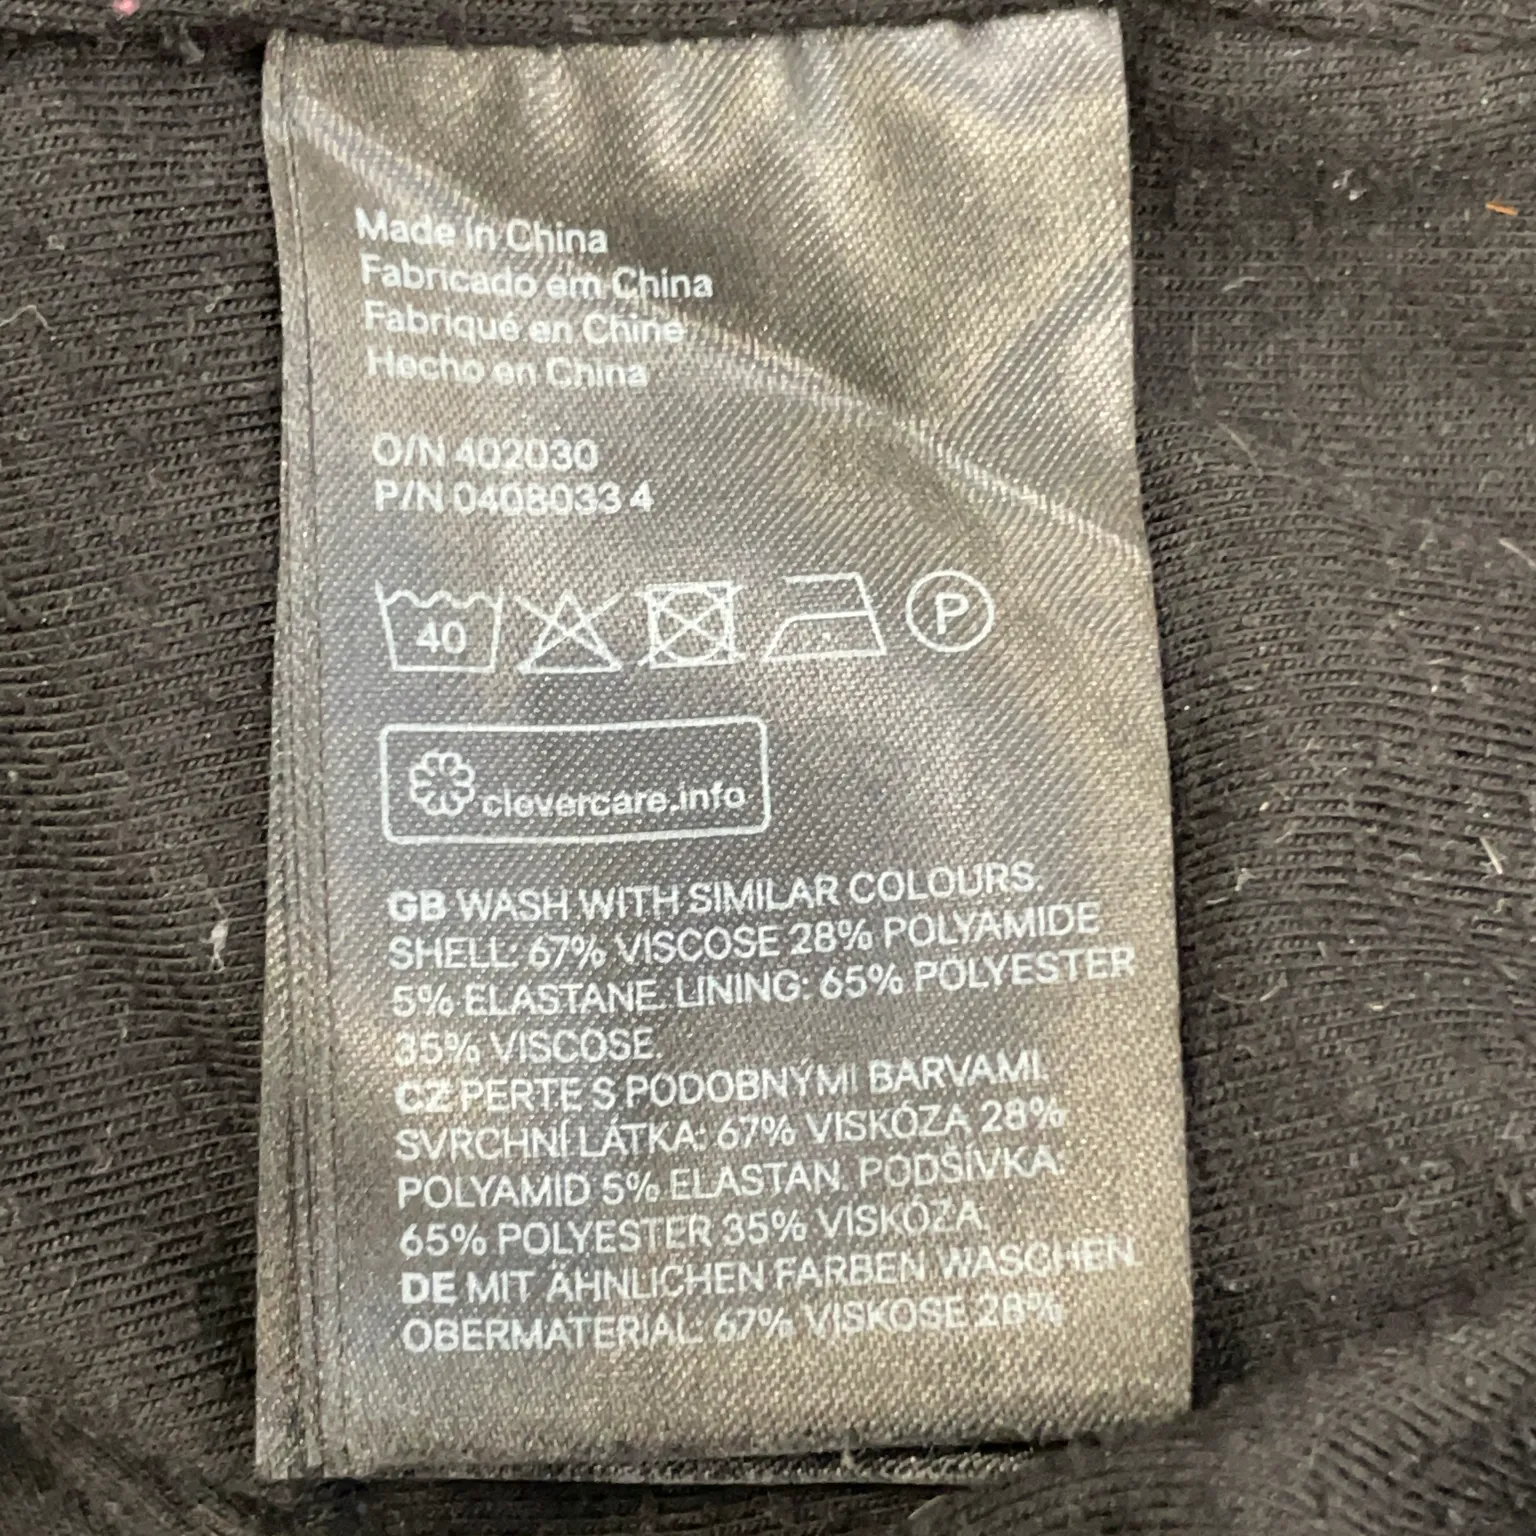 Made in China
Fabricado em China
Fabriqué en Chine
Hecho en China
O/N 402030
P/N 0408033 4
40
P
clevercare.info
GB WASH WITH SIMILAR COLOURS.
SHELL: 67% VISCOSE 28% POLYAMIDE
5% ELASTANE. LINING: 65% POLYESTER
35% VISCOSE.
CZ PERTE S PODOBNÝMI BARVAMI.
SVRCHNÍ LÁTKA: 67% VISKÓZA 28%
POLYAMID 5% ELASTAN. PODŠÍVKA:
65% POLYESTER 35% VISKÓZA.
DE MIT ÄHNLICHEN FARBEN WASCHEN.
OBERMATERIAL: 67% VISKOSE 28%